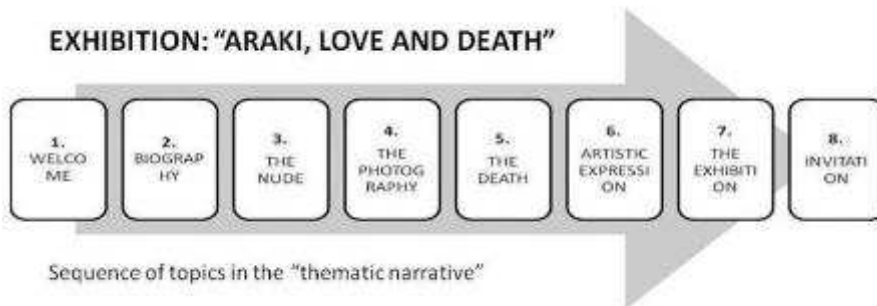 EXHIBITION: “ARAKI, LOVE AND DEATH”
1.
WELCO
ME
2.
BIOGRAP
HY
3.
THE
NUDE
4.
THE
PHOTOG
RAPHY
5.
THE
DEATH
6.
ARTISTIC
EXPRESSI
ON
7.
THE
EXHIBITI
ON
8.
INVITATI
ON
Sequence of topics in the “thematic narrative”